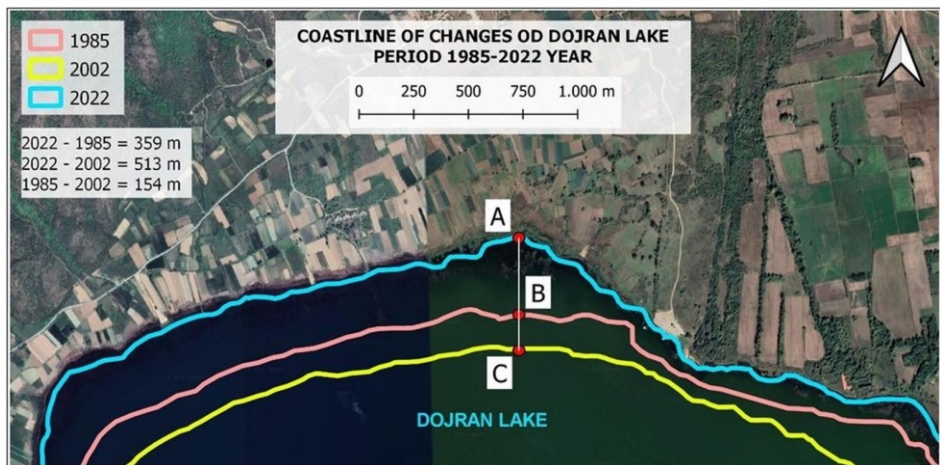 COASTLINE OF CHANGES OD DOJRAN LAKE
PERIOD 1985-2022 YEAR
0 250 500 750 1.000 m
1985
2002
2022
2022 - 1985 = 359 m
2022 - 2002 = 513 m
1985 - 2002 = 154 m
A
B
C
DOJRAN LAKE